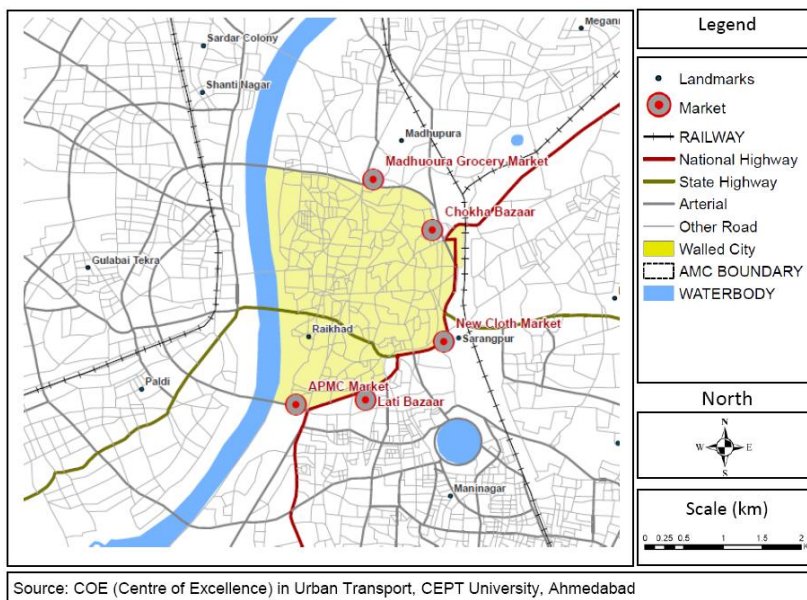 Sardar Colony
Megann
Shanti Nagar
Madhupura
Madhuoura Grocery Market
Chokha Bazaar
Gulabai Tekra
New Cloth Market
Raikhad
Sarangpur
APMC Market
Paldi
Lati Bazaar
Maninagar
Legend
Landmarks
Market
RAILWAY
National Highway
State Highway
Arterial
Other Road
Walled City
AMC BOUNDARY
WATERBODY
North
N
W E
S
Scale (km)
0 0.25 0.5 1 1.5 2
Source: COE (Centre of Excellence) in Urban Transport, CEPT University, Ahmedabad